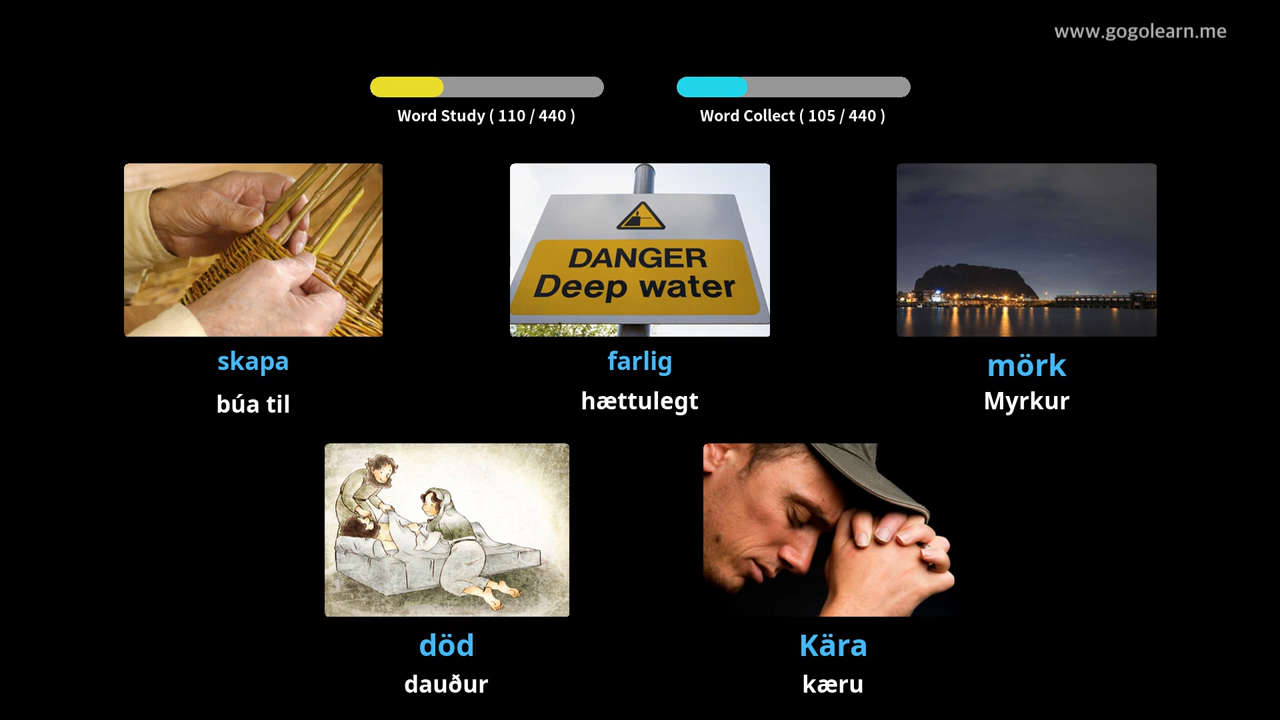 www.gogolearn.me
Word Study ( 110 / 440 )
Word Collect ( 105 / 440 )
DANGER
Deep water
skapa
búa til
farlig
hættulegt
mörk
Myrkur
död
dauður
Kära
kæru